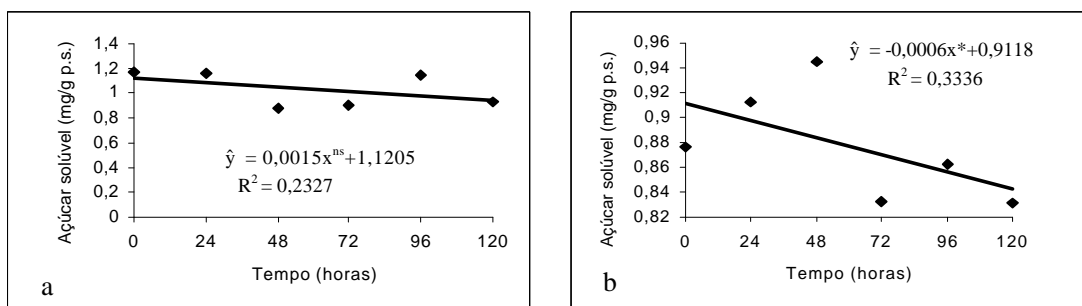 Açúcar solúvel (mg/g p.s.)
1,4
1,2
1
0,8
0,6
0,4
0,2
0
ŷ = 0,0015x^ns+1,1205
R² = 0,2327
0 24 48 72 96 120
Tempo (horas)
a
Açúcar solúvel (mg/g p.s.)
0,96
0,94
0,92
0,9
0,88
0,86
0,84
0,82
ŷ = -0,0006x*+0,9118
R² = 0,3336
0 24 48 72 96 120
Tempo (horas)
b